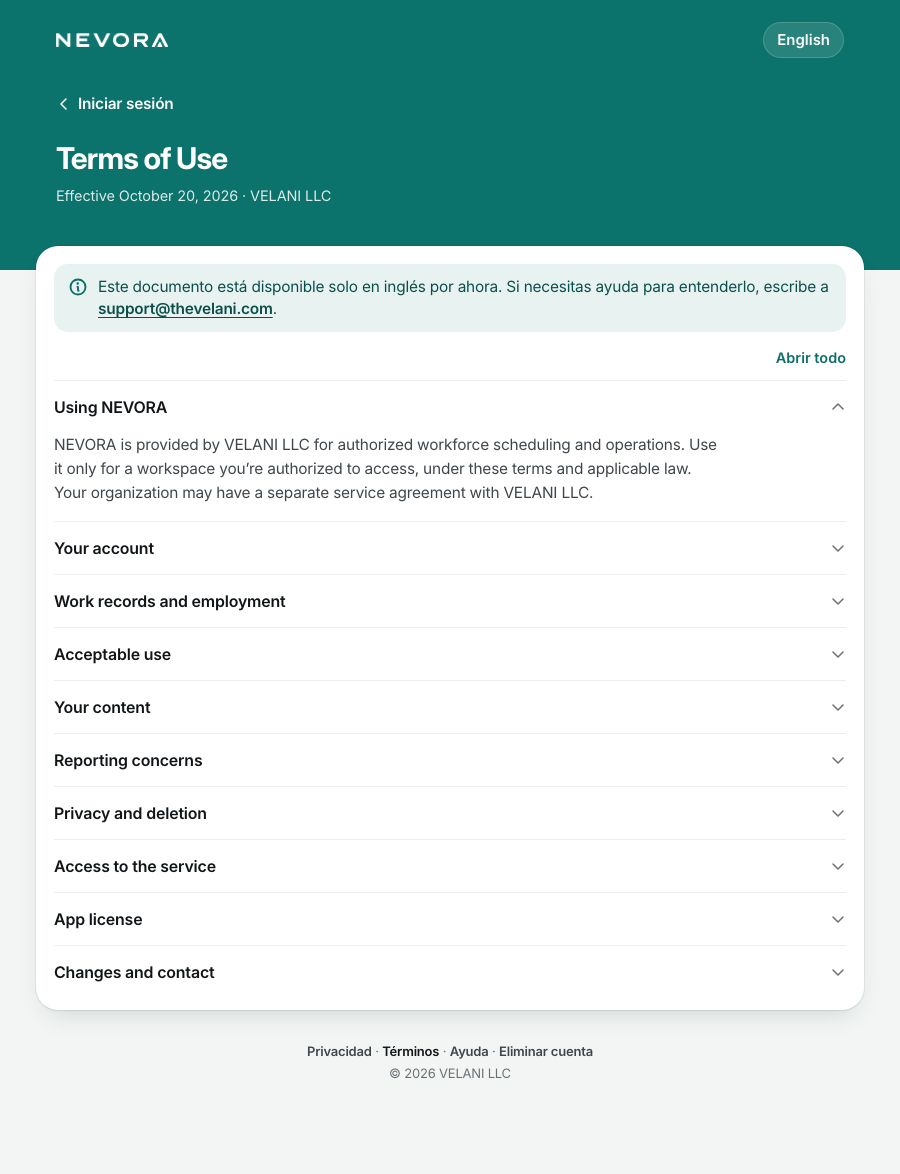 NEVORA
English
Iniciar sesión
Terms of Use
Effective October 20, 2026 · VELANI LLC
Este documento está disponible solo en inglés por ahora. Si necesitas ayuda para entenderlo, escribe a
support@thevelani.com.
Abrir todo
Using NEVORA
NEVORA is provided by VELANI LLC for authorized workforce scheduling and operations. Use
it only for a workspace you’re authorized to access, under these terms and applicable law.
Your organization may have a separate service agreement with VELANI LLC.
Your account
Work records and employment
Acceptable use
Your content
Reporting concerns
Privacy and deletion
Access to the service
App license
Changes and contact
Privacidad · Términos · Ayuda · Eliminar cuenta
© 2026 VELANI LLC